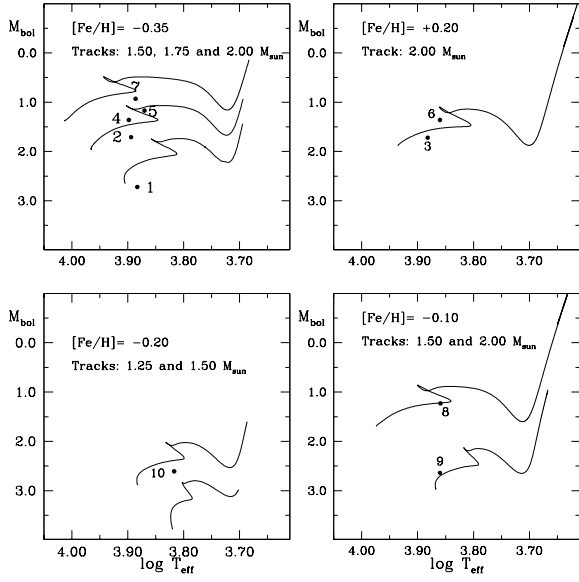 M_bol
[Fe/H]= −0.35
Tracks: 1.50, 1.75 and 2.00 M_sun
0.0
1.0
2.0
3.0
7
5
4
2
1
4.00 3.90 3.80 3.70
M_bol
[Fe/H]= +0.20
Track: 2.00 M_sun
0.0
1.0
2.0
3.0
6
3
4.00 3.90 3.80 3.70
M_bol
[Fe/H]= −0.20
Tracks: 1.25 and 1.50 M_sun
0.0
1.0
2.0
3.0
10
4.00 3.90 3.80 3.70
log T_eff
M_bol
[Fe/H]= −0.10
Tracks: 1.50 and 2.00 M_sun
0.0
1.0
2.0
3.0
8
9
4.00 3.90 3.80 3.70
log T_eff